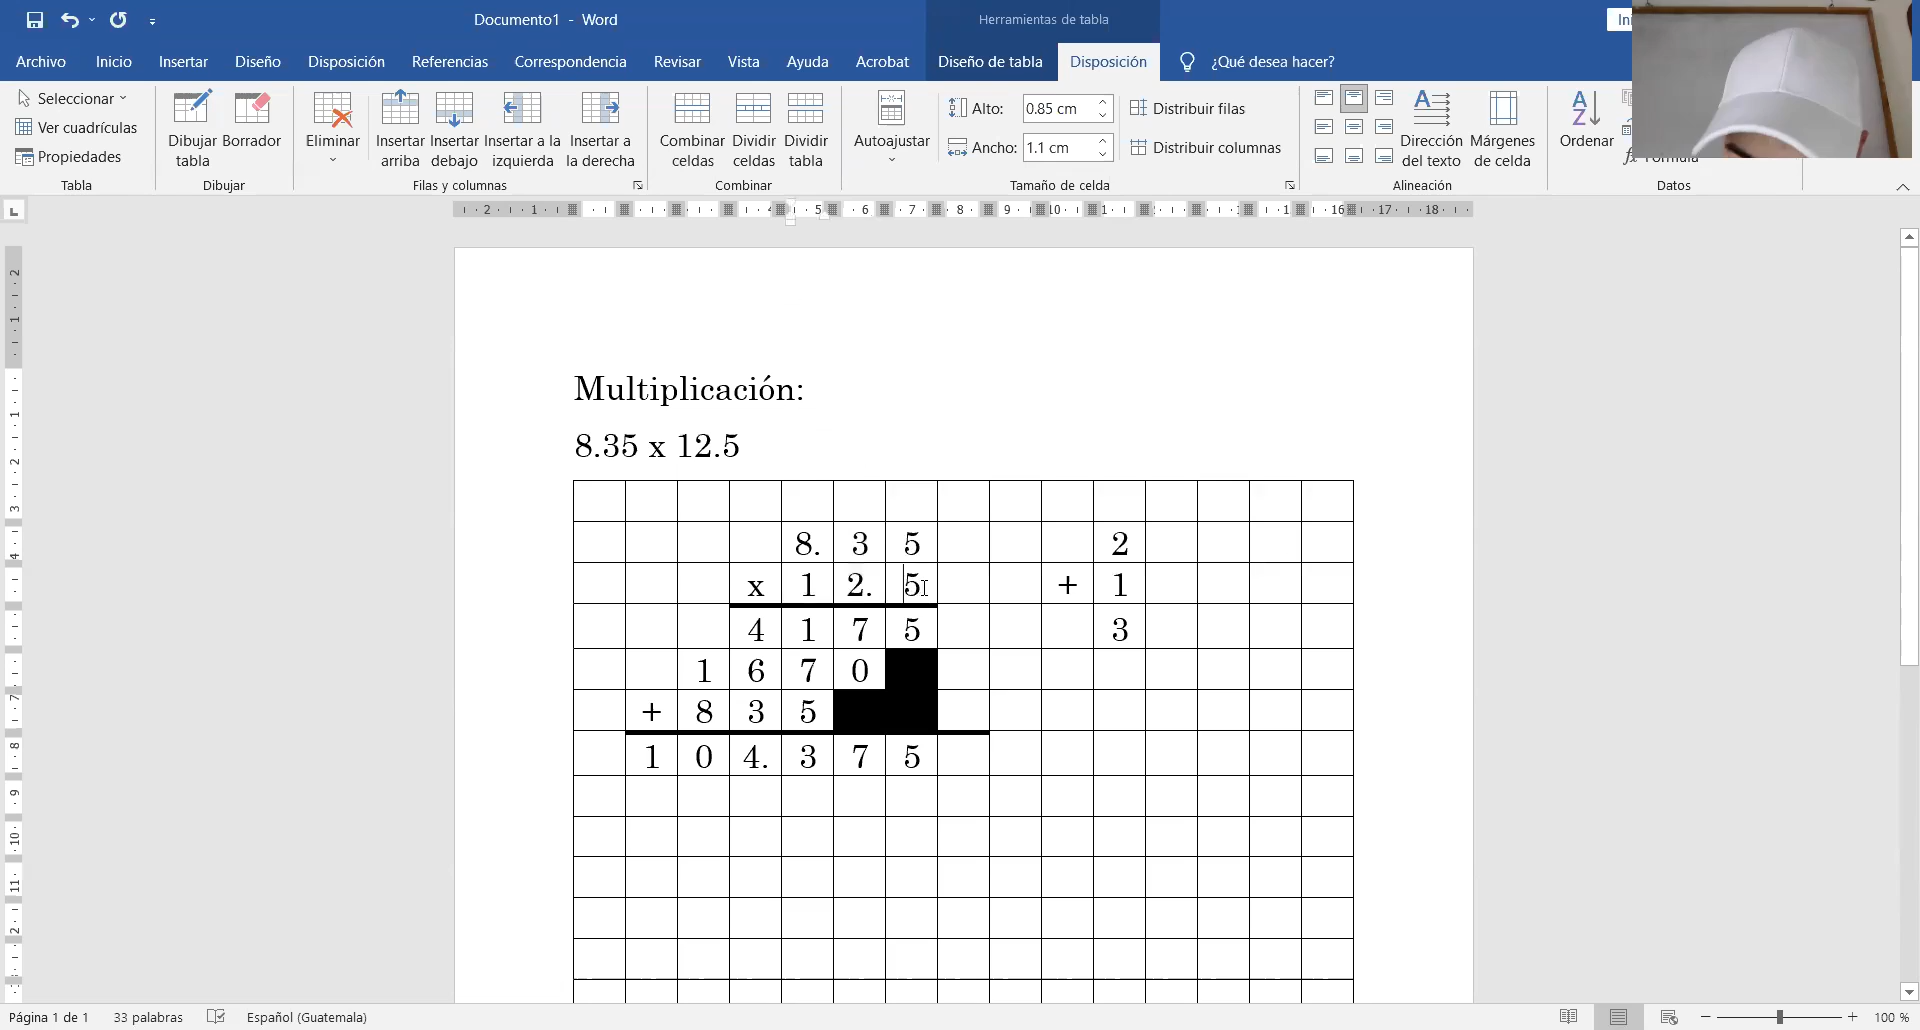 Documento1 - Word
Herramientas de tabla
Archivo Inicio Insertar Diseño Disposición Referencias Correspondencia Revisar Vista Ayuda Acrobat Diseño de tabla Disposición ¿Qué desea hacer?
Seleccionar
Ver cuadrículas
Propiedades
Tabla
Dibujar tabla
Borrador
Dibujar
Eliminar
Insertar arriba
Insertar debajo
Insertar a la izquierda
Insertar a la derecha
Filas y columnas
Combinar celdas
Dividir celdas
Dividir tabla
Combinar
Autoajustar
Alto: 0.85 cm
Ancho: 1.1 cm
Distribuir filas
Distribuir columnas
Tamaño de celda
Dirección del texto
Márgenes de celda
Alineación
Ordenar
Datos
Multiplicación:
8.35 x 12.5
8. 3 5 2
x 1 2. 5 + 1
4 1 7 5 3
1 6 7 0
+ 8 3 5
1 0 4. 3 7 5
Página 1 de 1 33 palabras Español (Guatemala) 100 %